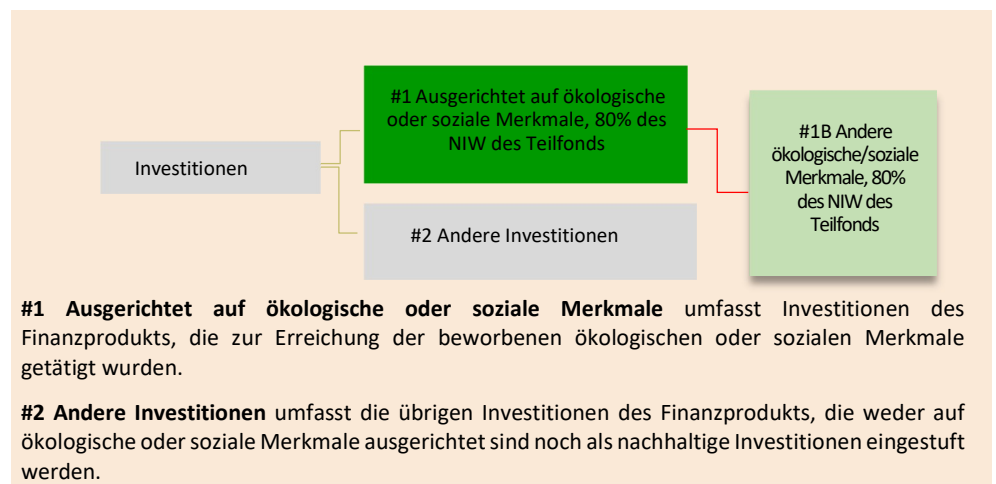 #1 Ausgerichtet auf ökologische
oder soziale Merkmale, 80% des
NIW des Teilfonds
#1B Andere
ökologische/soziale
Merkmale, 80%
des NIW des
Teilfonds
Investitionen
#2 Andere Investitionen
#1 Ausgerichtet auf ökologische oder soziale Merkmale umfasst Investitionen des
Finanzprodukts, die zur Erreichung der beworbenen ökologischen oder sozialen Merkmale
getätigt wurden.
#2 Andere Investitionen umfasst die übrigen Investitionen des Finanzprodukts, die weder auf
ökologische oder soziale Merkmale ausgerichtet sind noch als nachhaltige Investitionen eingestuft
werden.